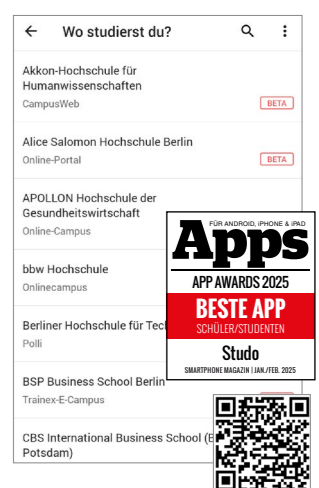 Wo studierst du?
Akkon-Hochschule für
Humanwissenschaften
CampusWeb
BETA
Alice Salomon Hochschule Berlin
Online-Portal
BETA
APOLLON Hochschule der
Gesundheitswirtschaft
Online-Campus
bbw Hochschule
Onlinecampus
Berliner Hochschule für Tec
Polli
BSP Business School Berlin
Trainex-E-Campus
CBS International Business School (
Potsdam)
FÜR ANDROID, iPHONE & iPAD
Apps
APP AWARDS 2025
BESTE APP
SCHÜLER/STUDENTEN
Studo
SMARTPHONE MAGAZIN | JAN./FEB. 2025